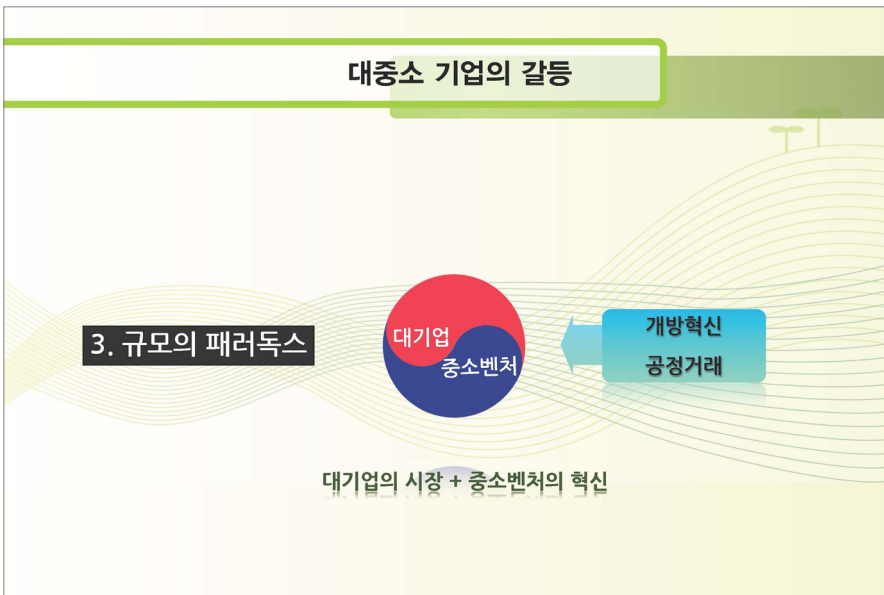 대중소 기업의 갈등
3. 규모의 패러독스
대기업
중소벤처
개방혁신
공정거래
대기업의 시장 + 중소벤처의 혁신